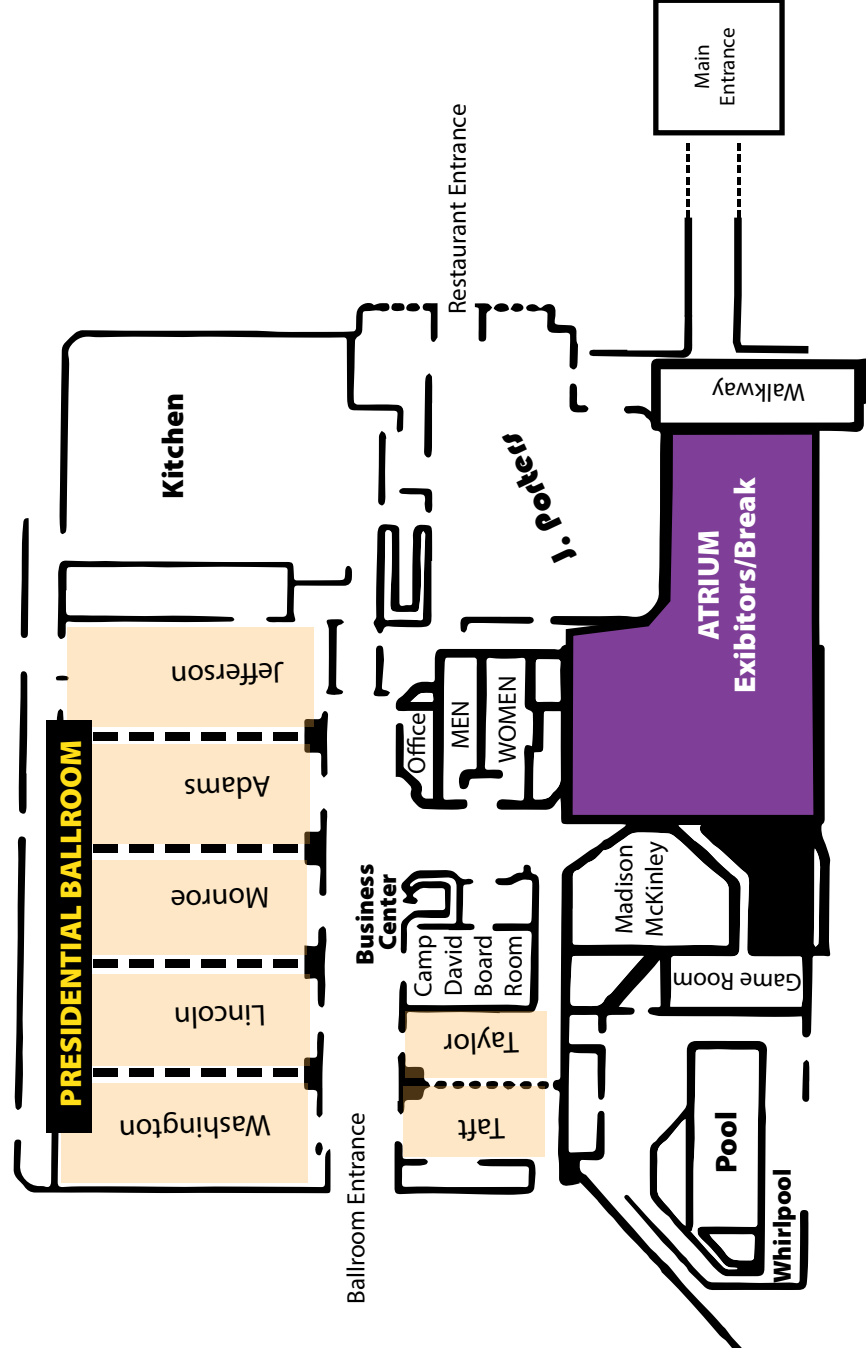 Main
Entrance
Restaurant Entrance
Walkway
Kitchen
J. Porters
ATRIUM
Exibitors/Break
Jefferson
Adams
Monroe
Lincoln
Washington
PRESIDENTIAL BALLROOM
Office
MEN
WOMEN
Business
Center
Camp
David
Board
Room
Madison
McKinley
Game Room
Taylor
Taft
Ballroom Entrance
Pool
Whirlpool